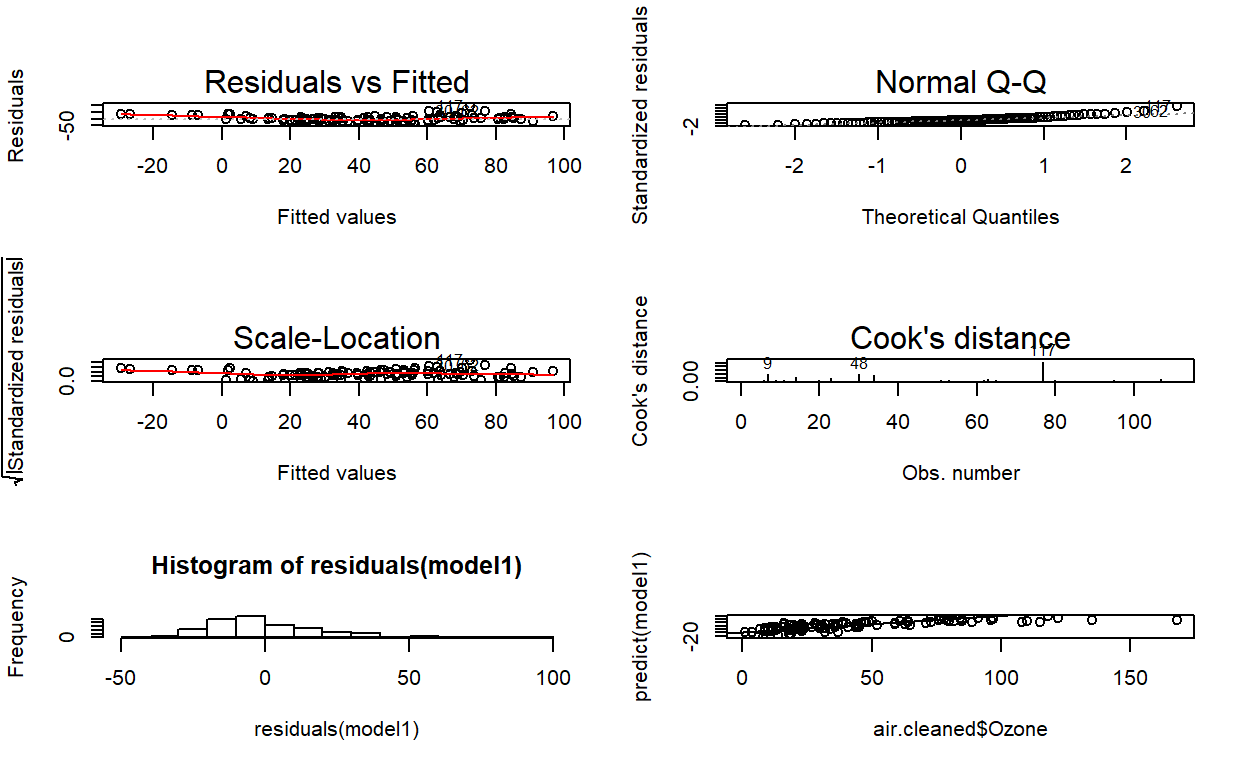 Residuals vs Fitted
Residuals
-50
117
-20 0 20 40 60 80 100
Fitted values
Normal Q-Q
Standardized residuals
-2
117
3062
-2 -1 0 1 2
Theoretical Quantiles
Scale-Location
√|Standardized residuals|
0.0
117
-20 0 20 40 60 80 100
Fitted values
Cook's distance
Cook's distance
0.00
9 48 117
0 20 40 60 80 100
Obs. number
Histogram of residuals(model1)
Frequency
0
-50 0 50 100
residuals(model1)
predict(model1)
-20
0 50 100 150
air.cleaned$Ozone